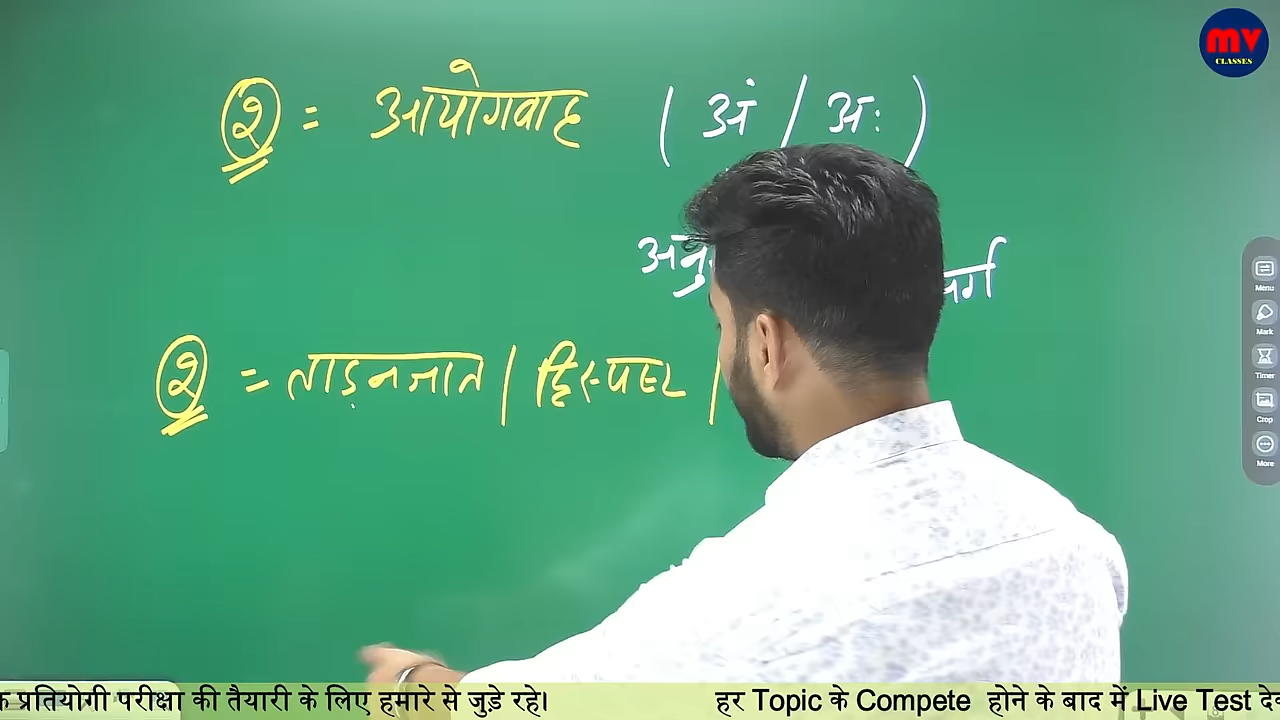 MV
CLASSES
२ = आयोगवाह ( अं / अः )
२ = ताड़नजात | द्विस्पष्ट |
प्रतियोगी परीक्षा की तैयारी के लिए हमारे से जुड़े रहे। हर Topic के Compete होने के बाद में Live Test
Menu
Mark
Timer
Crop
More